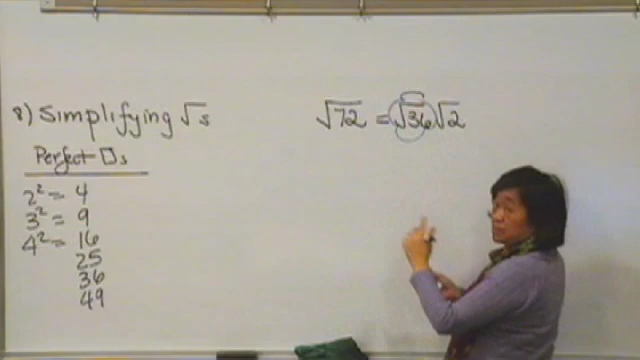 8) Simplifying √s
√72 = √36√2
Perfect □s
2² = 4
3² = 9
4² = 16
25
36
49